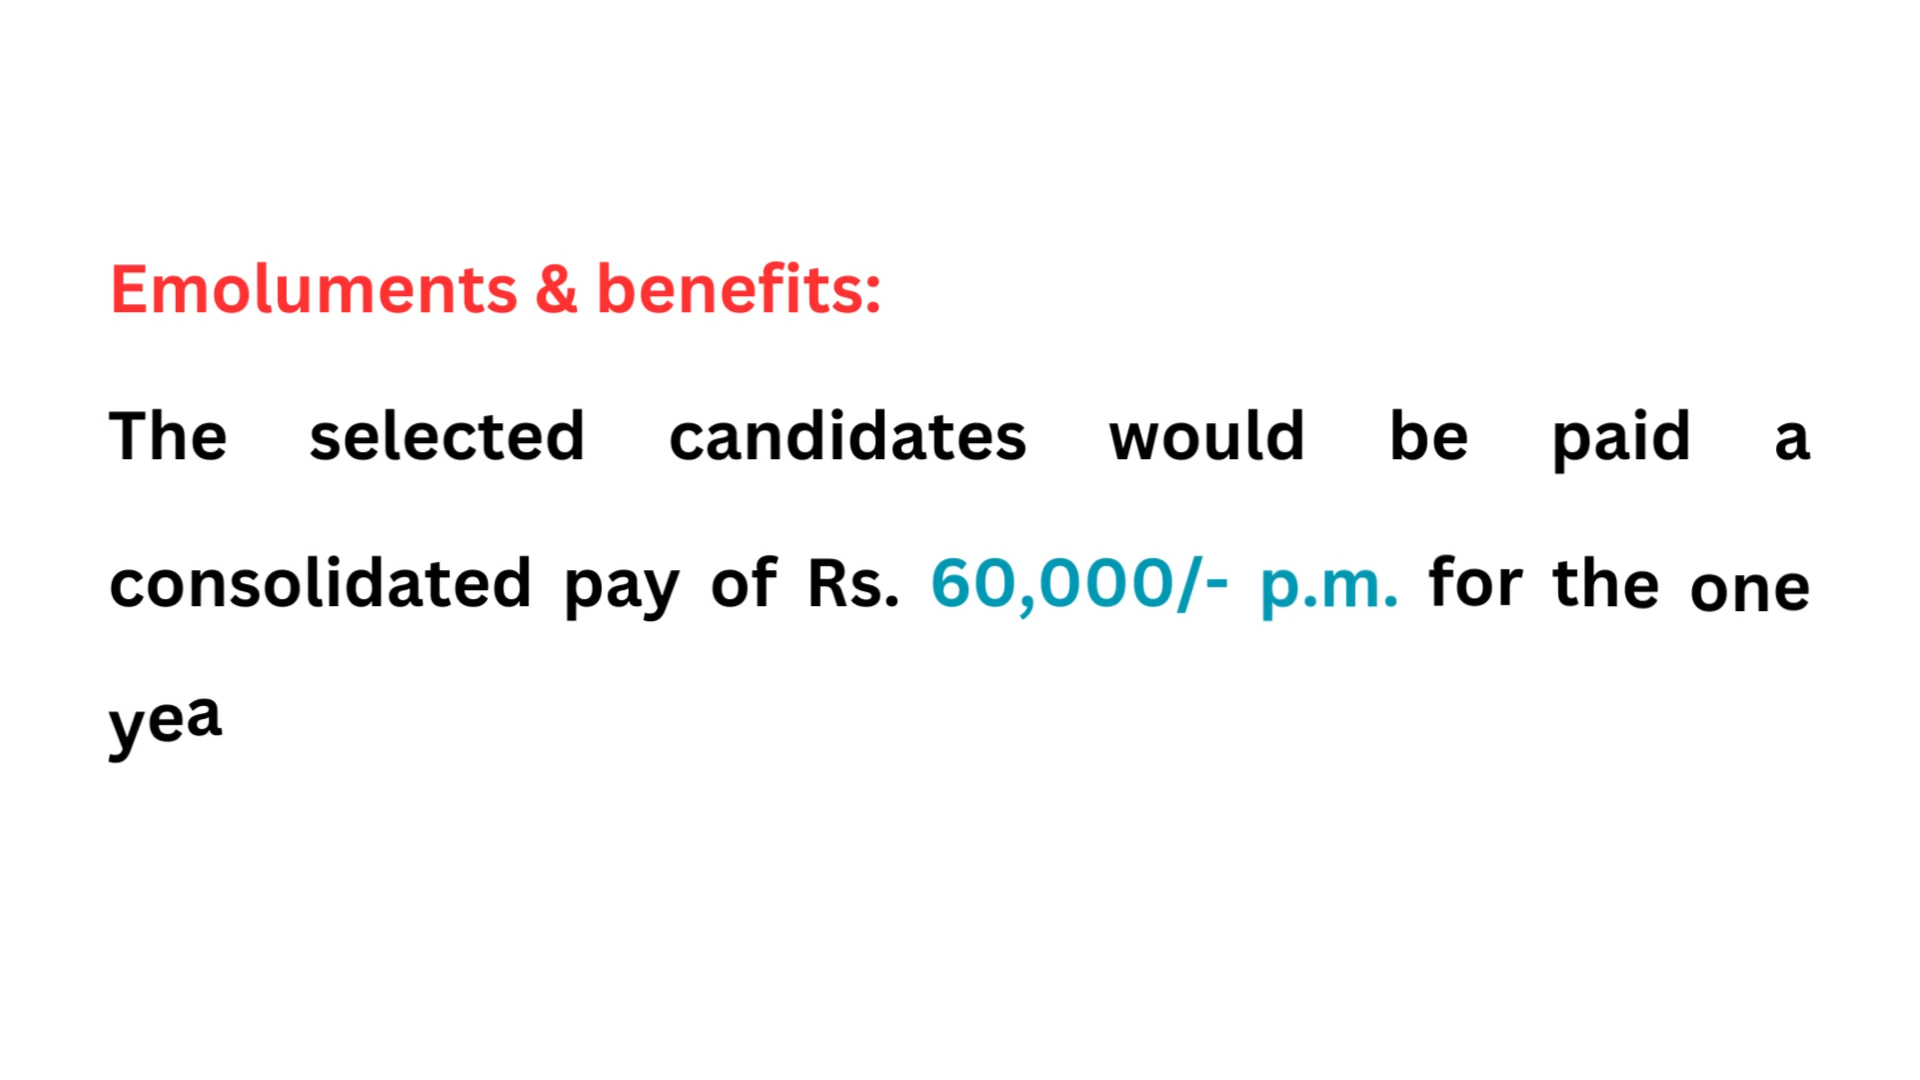 Emoluments & benefits:
The selected candidates would be paid a
consolidated pay of Rs. 60,000/- p.m. for the one
yea